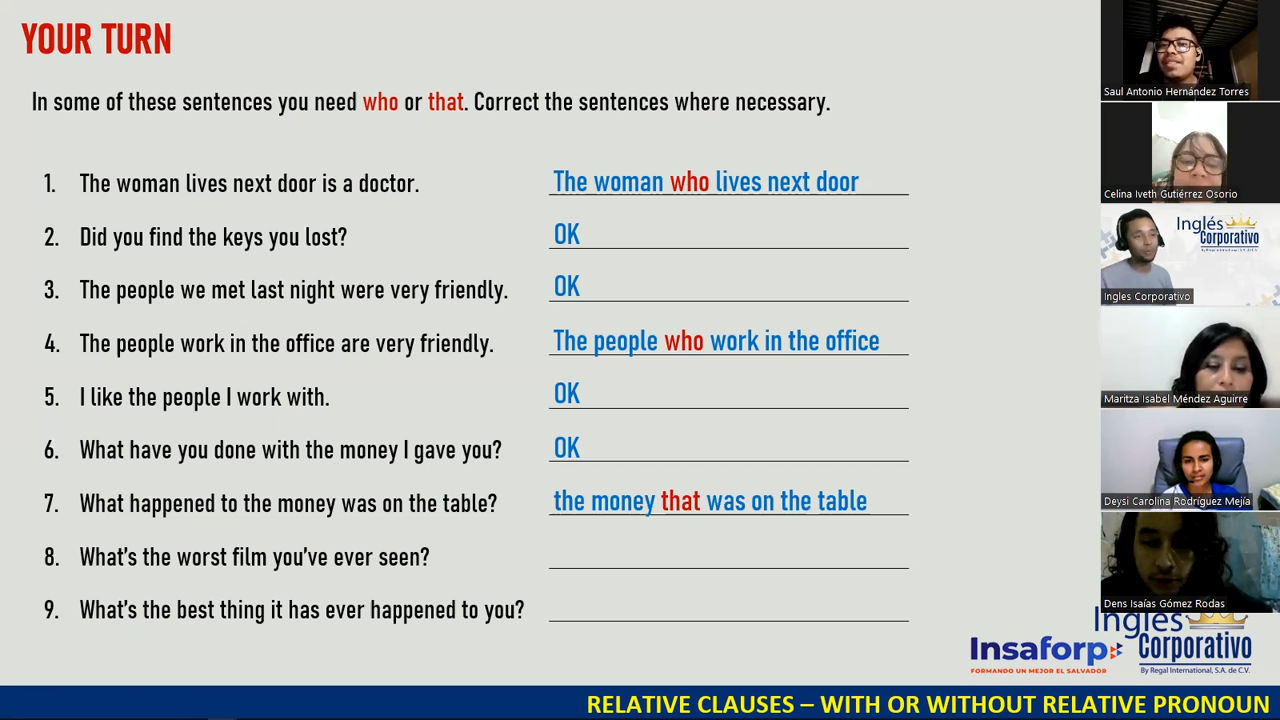 YOUR TURN
In some of these sentences you need who or that. Correct the sentences where necessary.
1. The woman lives next door is a doctor. The woman who lives next door
2. Did you find the keys you lost? OK
3. The people we met last night were very friendly. OK
4. The people work in the office are very friendly. The people who work in the office
5. I like the people I work with. OK
6. What have you done with the money I gave you? OK
7. What happened to the money was on the table? the money that was on the table
8. What's the worst film you've ever seen?
9. What's the best thing it has ever happened to you?
Saul Antonio Hernández Torres
Celina Iveth Gutiérrez Osorio
Inglés
Corporativo
By Regal International, S.A. de C.V.
Ingles Corporativo
Maritza Isabel Méndez Aguirre
Deysi Carolina Rodríguez Mejía
Dens Isaías Gómez Rodas
Insaforp
FORMANDO UN MEJOR EL SALVADOR
Inglés
Corporativo
By Regal International, S.A. de C.V.
RELATIVE CLAUSES – WITH OR WITHOUT RELATIVE PRONOUN